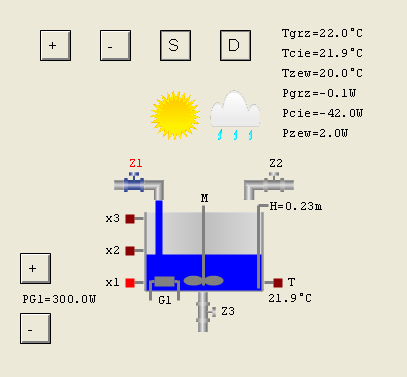 + - S D
Tgrz=22.0°C
Tcie=21.9°C
Tzew=20.0°C
Pgrz=-0.1W
Pcie=-42.0W
Pzew=2.0W
Z1
Z2
M
H=0.23m
x3
x2
x1
+
PG1=300.0W
-
G1
T
21.9°C
Z3